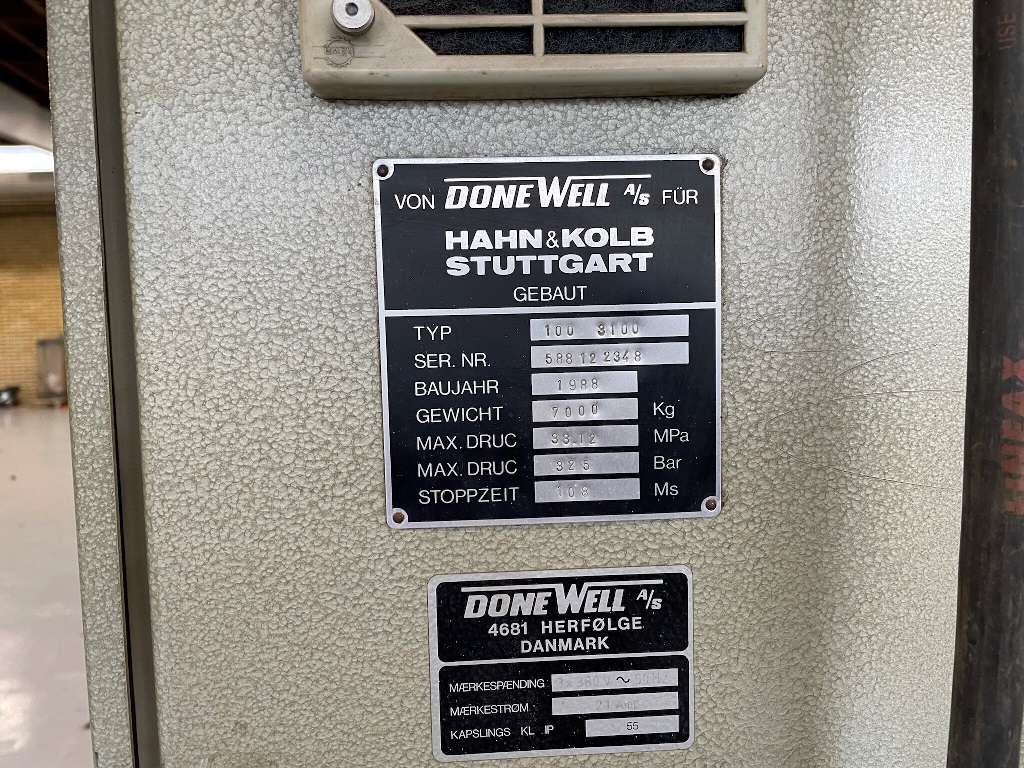 VON DONEWELL A/S FÜR
HAHN & KOLB
STUTTGART
GEBAUT
TYP 100 3100
SER. NR. 588 12 2348
BAUJAHR 1988
GEWICHT 7000 Kg
MAX. DRUC 33.12 MPa
MAX. DRUC 325 Bar
STOPPZEIT 108 Ms
DONEWELL A/S
4681 HERFØLGE
DANMARK
MÆRKESPÆNDING 3×380V ~ 50HZ
MÆRKESTRØM 21 Amp
KAPSLINGS KL IP 55
USE